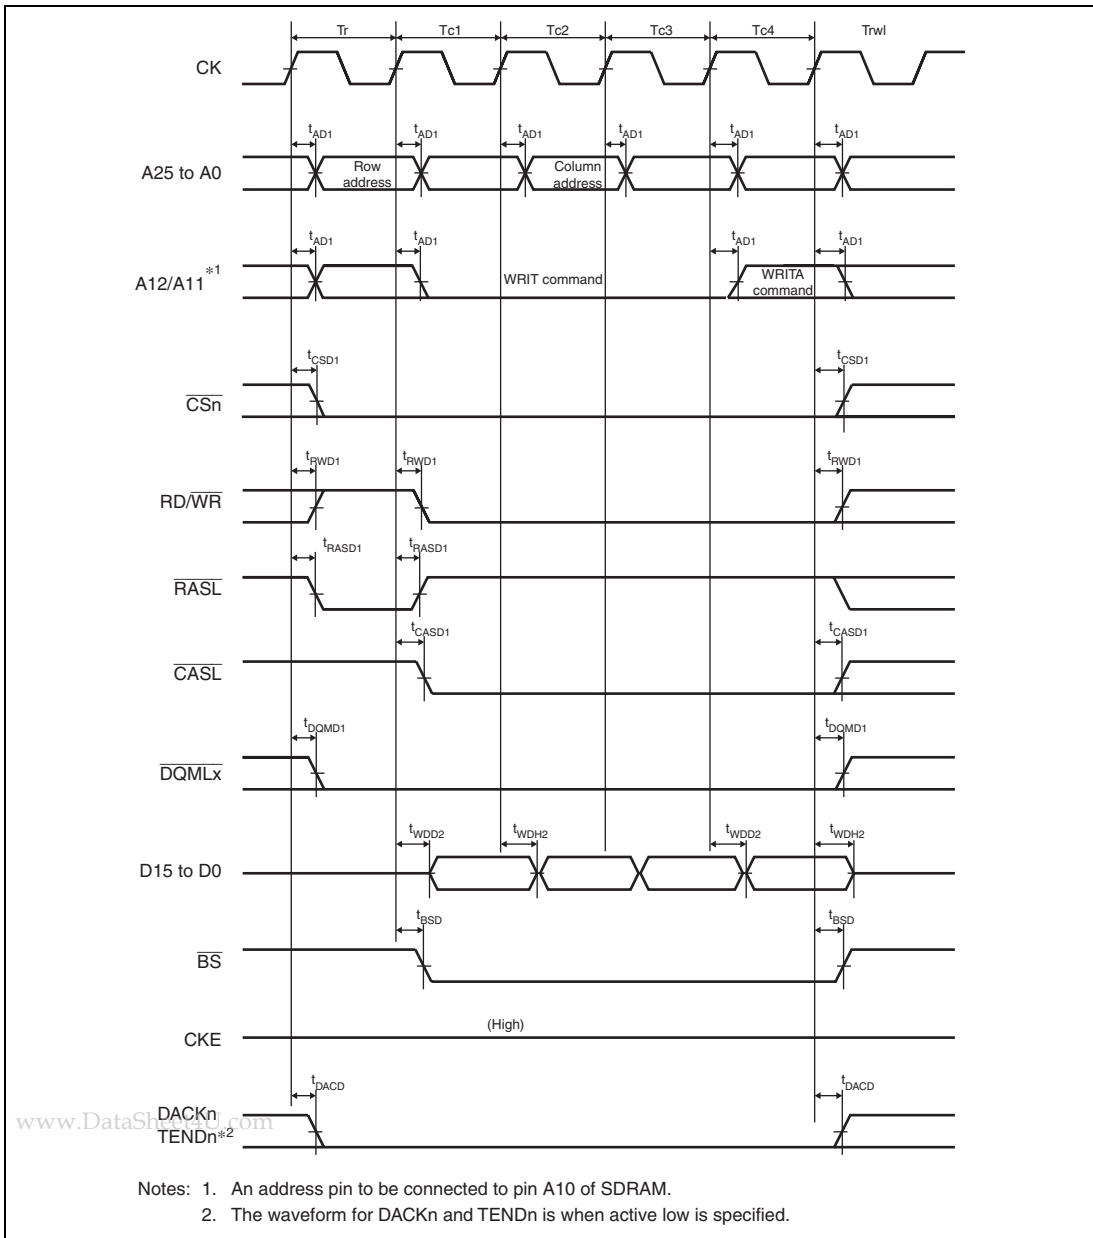 Tr Tc1 Tc2 Tc3 Tc4 Trwl
CK
tAD1 tAD1 tAD1 tAD1 tAD1 tAD1
A25 to A0
Row address
Column address
tAD1 tAD1 tAD1 tAD1
A12/A11*1
WRIT command
WRITA command
tCSD1 tCSD1
CSn
tRWD1 tRWD1 tRWD1
RD/WR
tRASD1 tRASD1
RASL
tCASD1 tCASD1
CASL
tDQMD1 tDQMD1
DQMLx
tWDD2 tWDH2 tWDD2 tWDH2
D15 to D0
tBSD tBSD
BS
(High)
CKE
tDACD tDACD
DACKn
TENDn*2
www.DataSheet4U.com
Notes: 1. An address pin to be connected to pin A10 of SDRAM.
2. The waveform for DACKn and TENDn is when active low is specified.